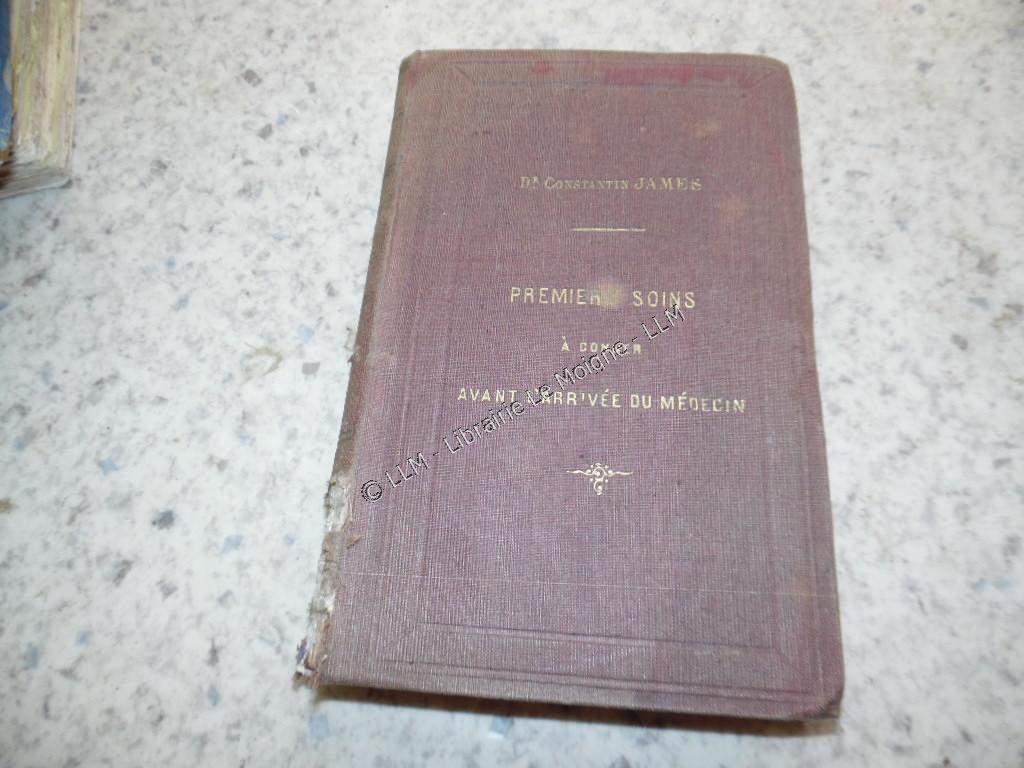 Dr Constantin JAMES
PREMIERS SOINS
À DONNER
AVANT L'ARRIVÉE DU MÉDECIN
© LLM - Librairie Le Moigne - LLM